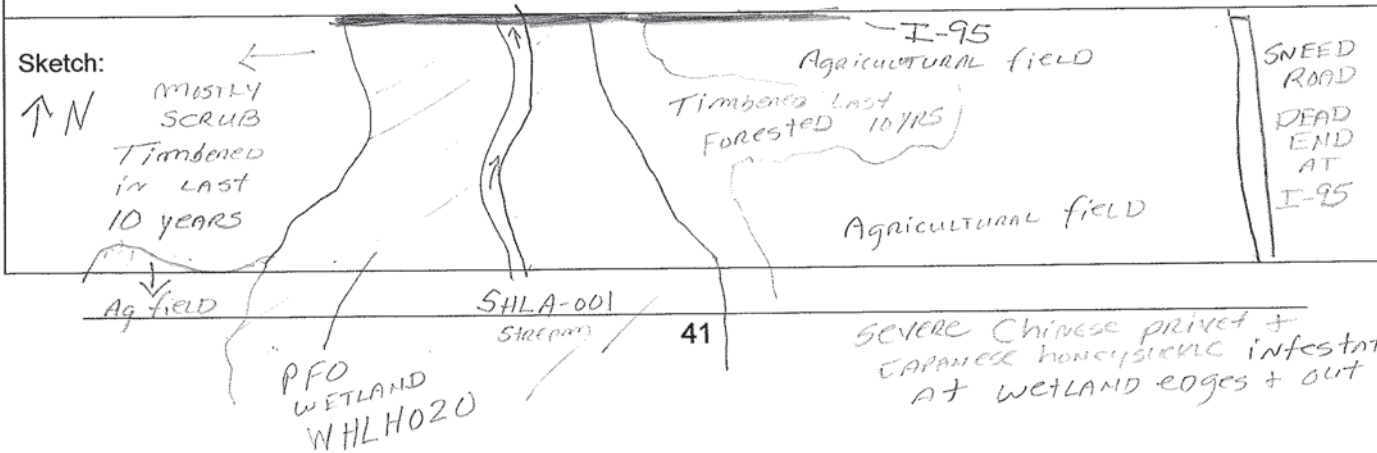 Sketch:
N
MOSTLY
SCRUB
Timbered
in LAST
10 years
Ag field
I-95
Agricultural field
Timbered Last
Forested 10 YRS
Agricultural field
SNEED
ROAD
DEAD
END
AT
I-95
SHLA-001
Stream
41
PFO
WETLAND
WHLH020
Severe Chinese privet +
Japanese honeysuckle infestat
At wetland edges + out